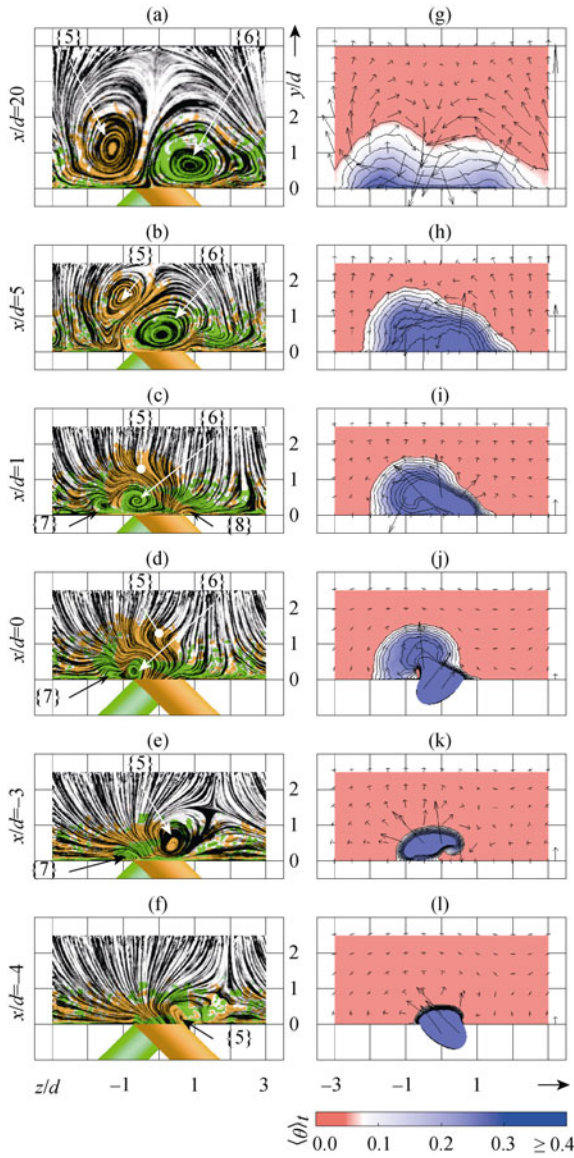 (a) (g)
{5} {6} y/d
x/d=20
4
3
2
1
0
(b) (h)
{5} {6}
x/d=5
2
1
0
(c) (i)
{5} {6}
x/d=1
2
1
0
{7} {8}
(d) (j)
{5} {6}
x/d=0
2
1
0
{7}
(e) (k)
{5}
x/d=−3
2
1
0
{7}
(f) (l)
x/d=−4
2
1
0
{5}
z/d −1 1 3 −3 −1 1
⟨θ⟩t
0.0 0.1 0.2 0.3 ≥0.4